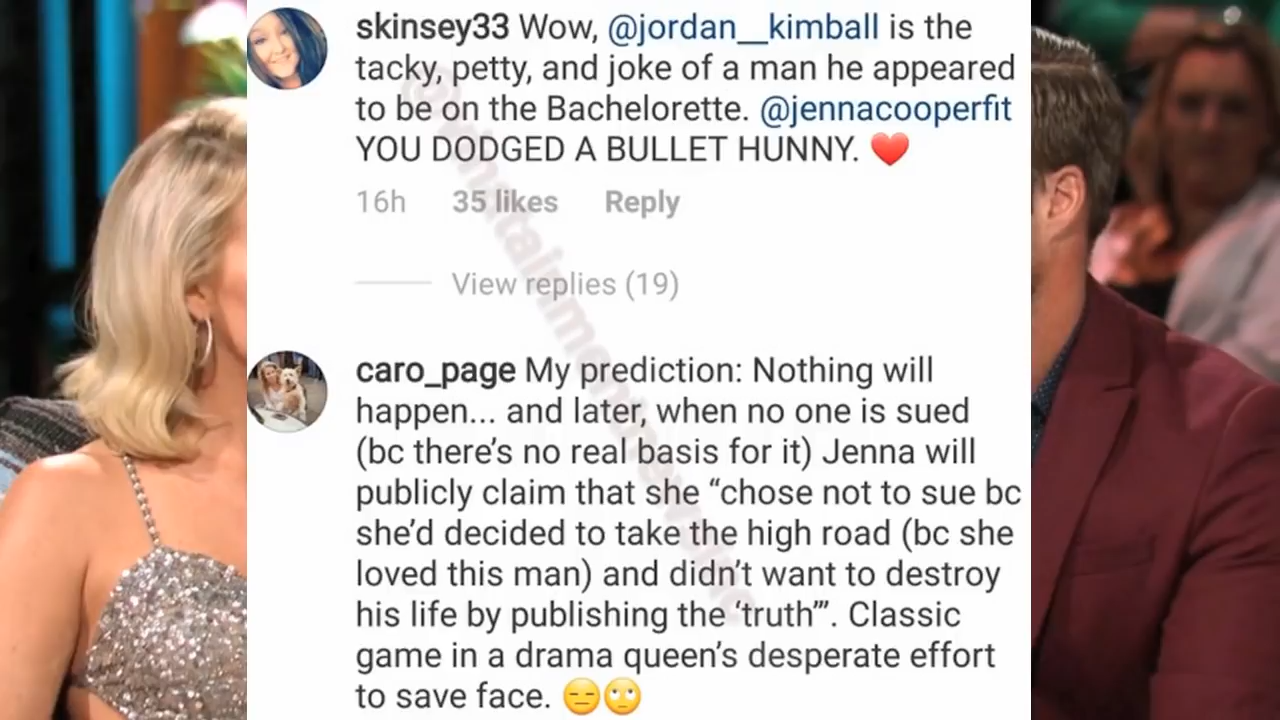 skinsey33 Wow, @jordan__kimball is the
tacky, petty, and joke of a man he appeared
to be on the Bachelorette. @jennacooperfit
YOU DODGED A BULLET HUNNY. ❤️
16h 35 likes Reply
View replies (19)
caro_page My prediction: Nothing will
happen... and later, when no one is sued
(bc there’s no real basis for it) Jenna will
publicly claim that she “chose not to sue bc
she’d decided to take the high road (bc she
loved this man) and didn’t want to destroy
his life by publishing the ‘truth’”. Classic
game in a drama queen’s desperate effort
to save face. 😑🙄